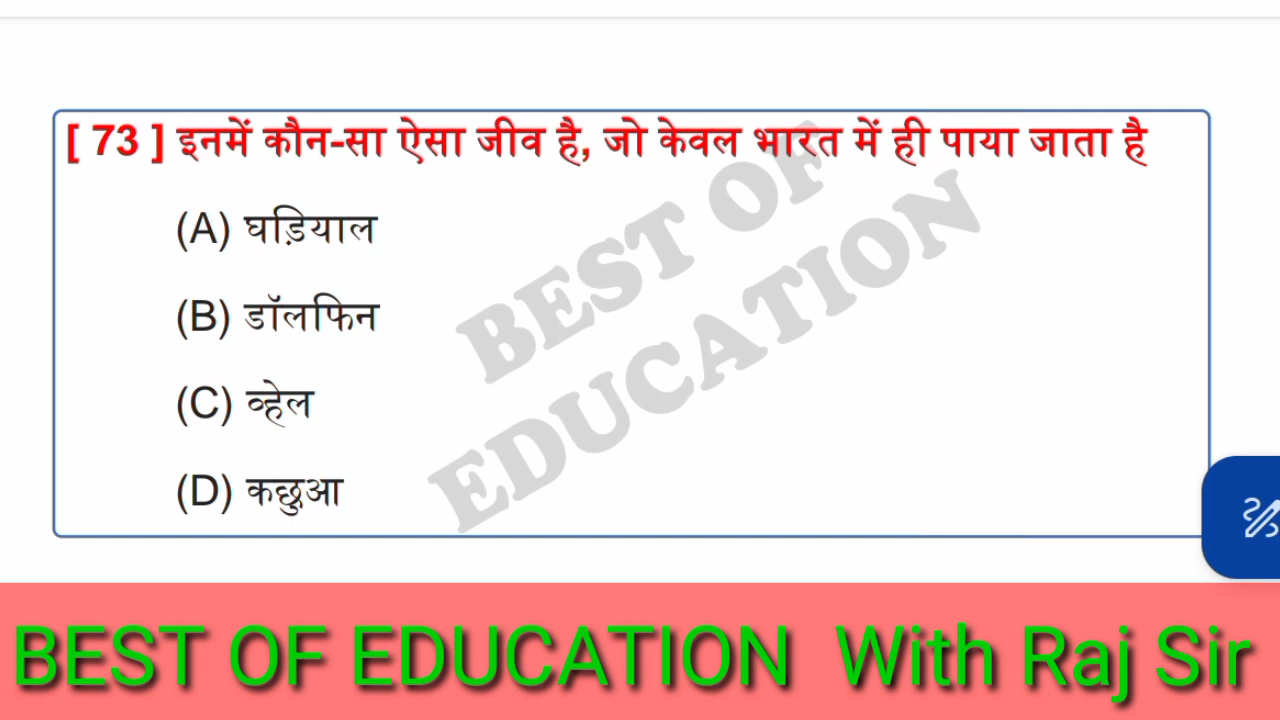 [ 73 ] इनमें कौन-सा ऐसा जीव है, जो केवल भारत में ही पाया जाता है
(A) घड़ियाल
(B) डॉलफिन
(C) व्हेल
(D) कछुआ
BEST OF
EDUCATION
BEST OF EDUCATION With Raj Sir